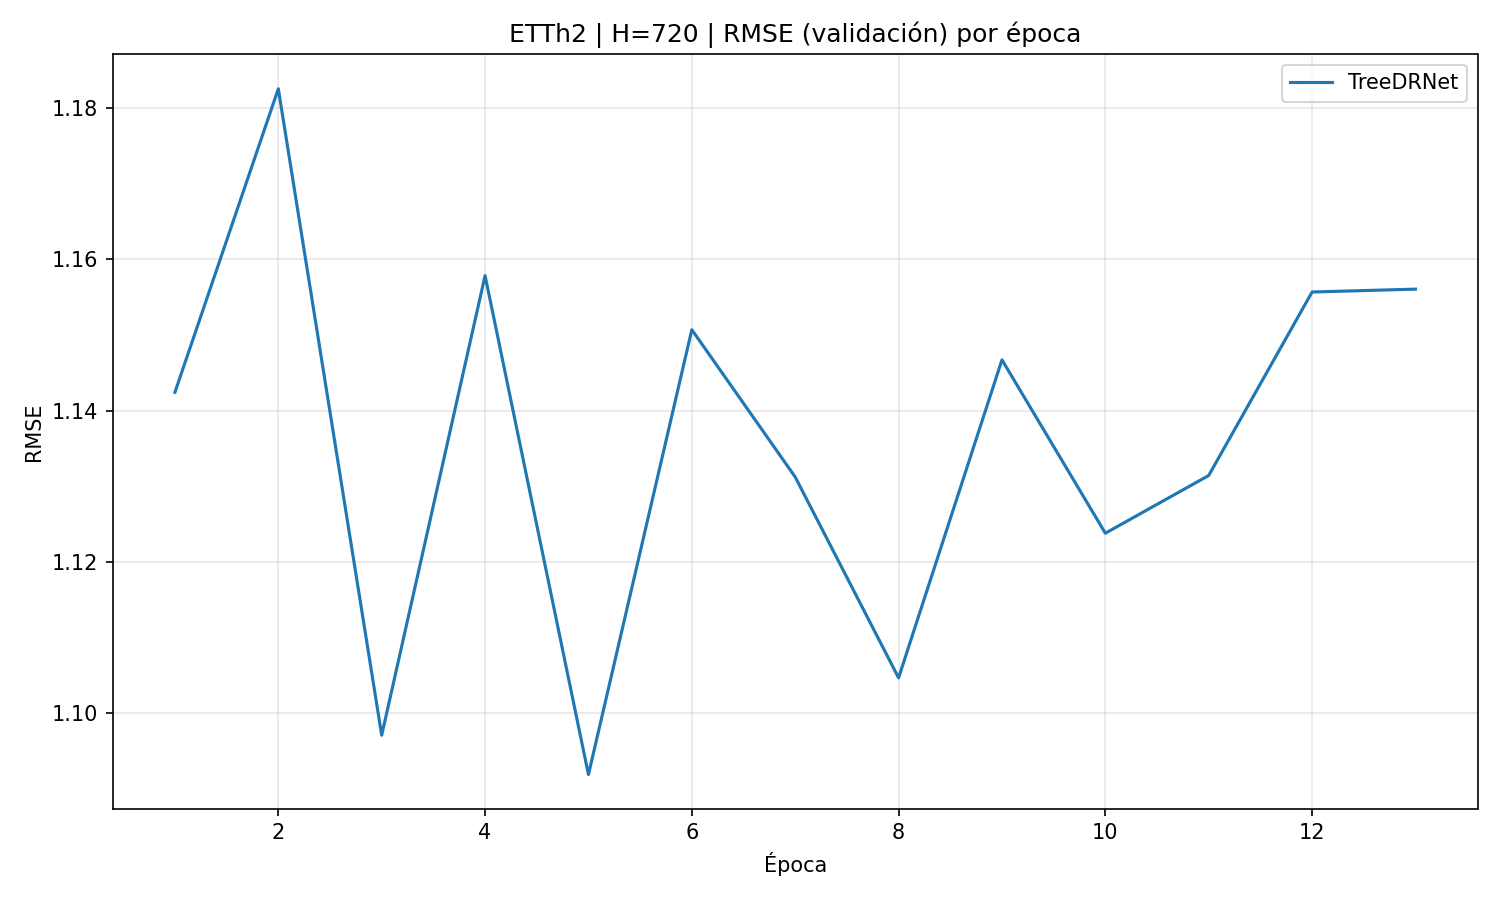 ETTh2 | H=720 | RMSE (validación) por época
TreeDRNet
1.18
1.16
1.14
1.12
1.10
RMSE
2 4 6 8 10 12
Época